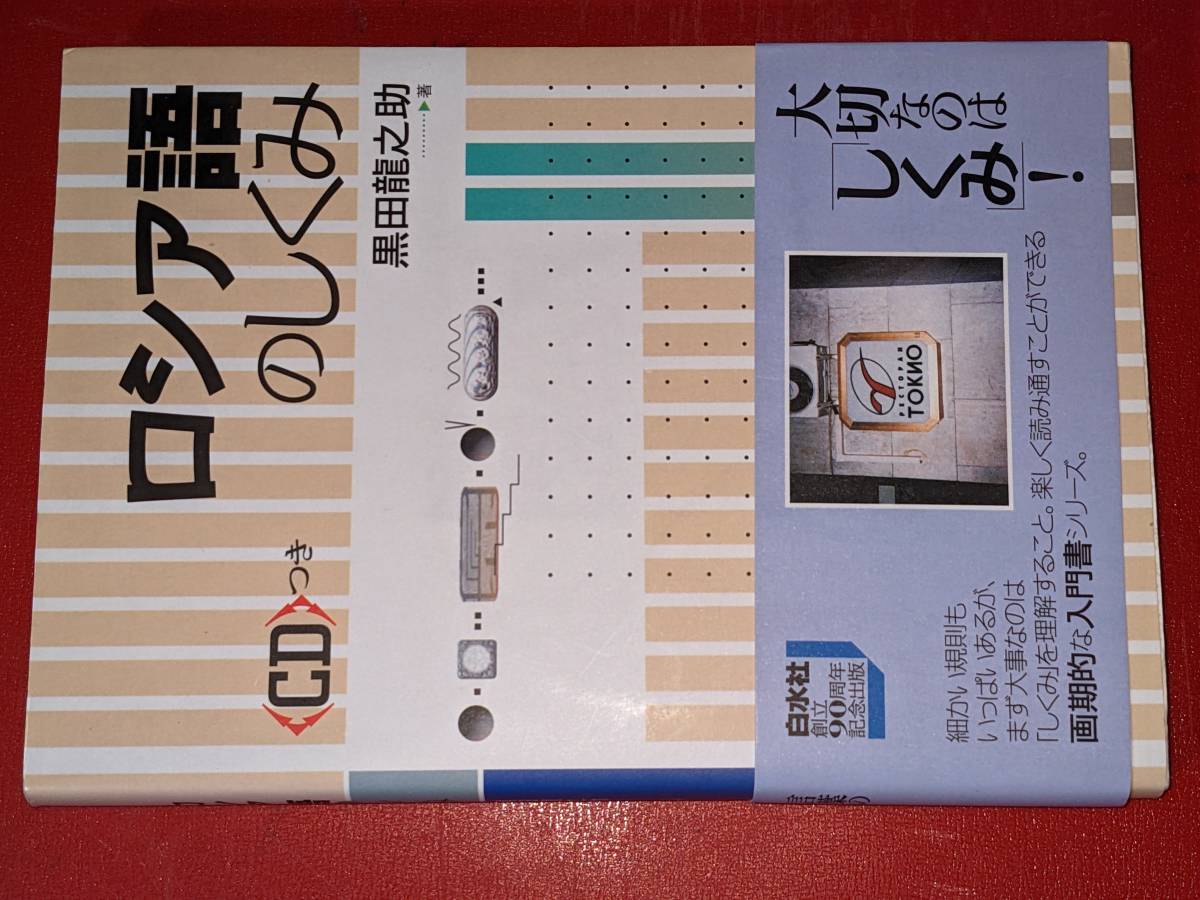 ロシア語
のしくみ
《CD》つき
黒田龍之助
▶著
大切なのは
「しくみ」!
РЕСТОРАН
ТОКИО
白水社
創立
90周年
記念出版
細かい規則も
いっぱいあるが、
まず大事なのは
「しくみ」を理解すること。楽しく読み通すことができる
画期的な入門書シリーズ。